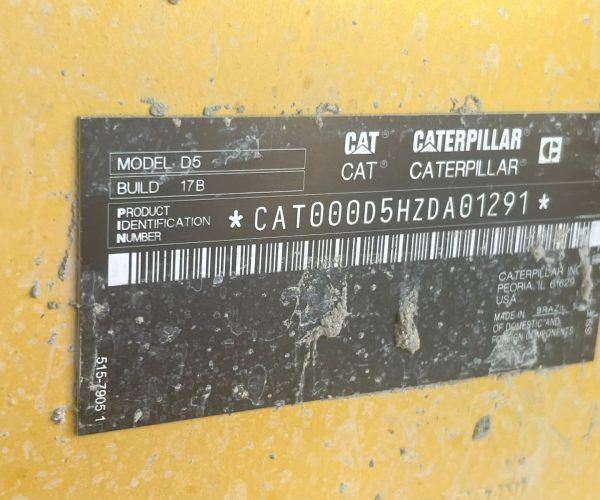 CAT® CATERPILLAR®
CAT® CATERPILLAR®
MODEL D5
BUILD 17B
PRODUCT
IDENTIFICATION
NUMBER
*CAT000D5HZDA01291*
CATERPILLAR INC.
PEORIA, IL 61629
USA
MADE IN BRAZIL
OF DOMESTIC AND
FOREIGN COMPONENTS
515-7905 1